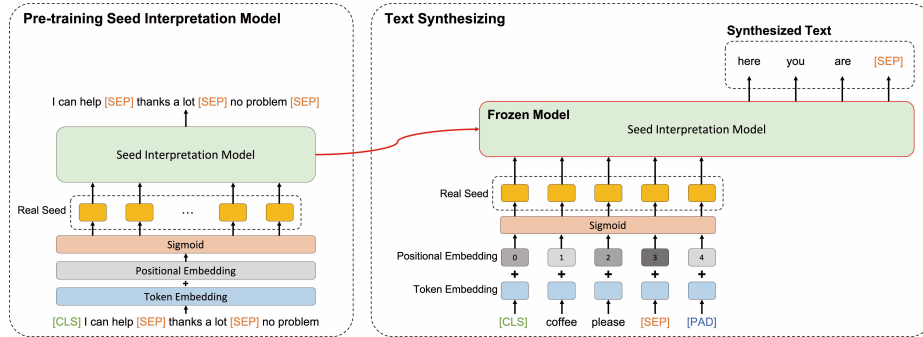 Pre-training Seed Interpretation Model
I can help [SEP] thanks a lot [SEP] no problem [SEP]
Seed Interpretation Model
Real Seed
...
Sigmoid
Positional Embedding
+
Token Embedding
[CLS] I can help [SEP] thanks a lot [SEP] no problem
Text Synthesizing
Synthesized Text
here you are [SEP]
Frozen Model
Seed Interpretation Model
Real Seed
Sigmoid
Positional Embedding 0 1 2 3 4
+ + + + +
Token Embedding
[CLS] coffee please [SEP] [PAD]